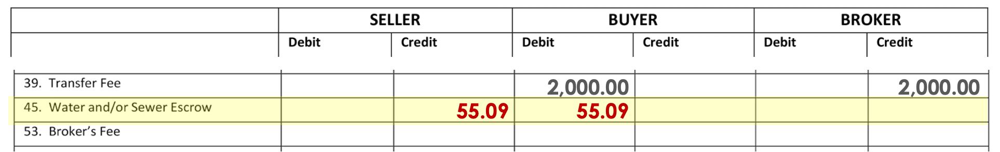 SELLER BUYER BROKER
Debit Credit Debit Credit Debit Credit
39. Transfer Fee 2,000.00 2,000.00
45. Water and/or Sewer Escrow 55.09 55.09
53. Broker’s Fee